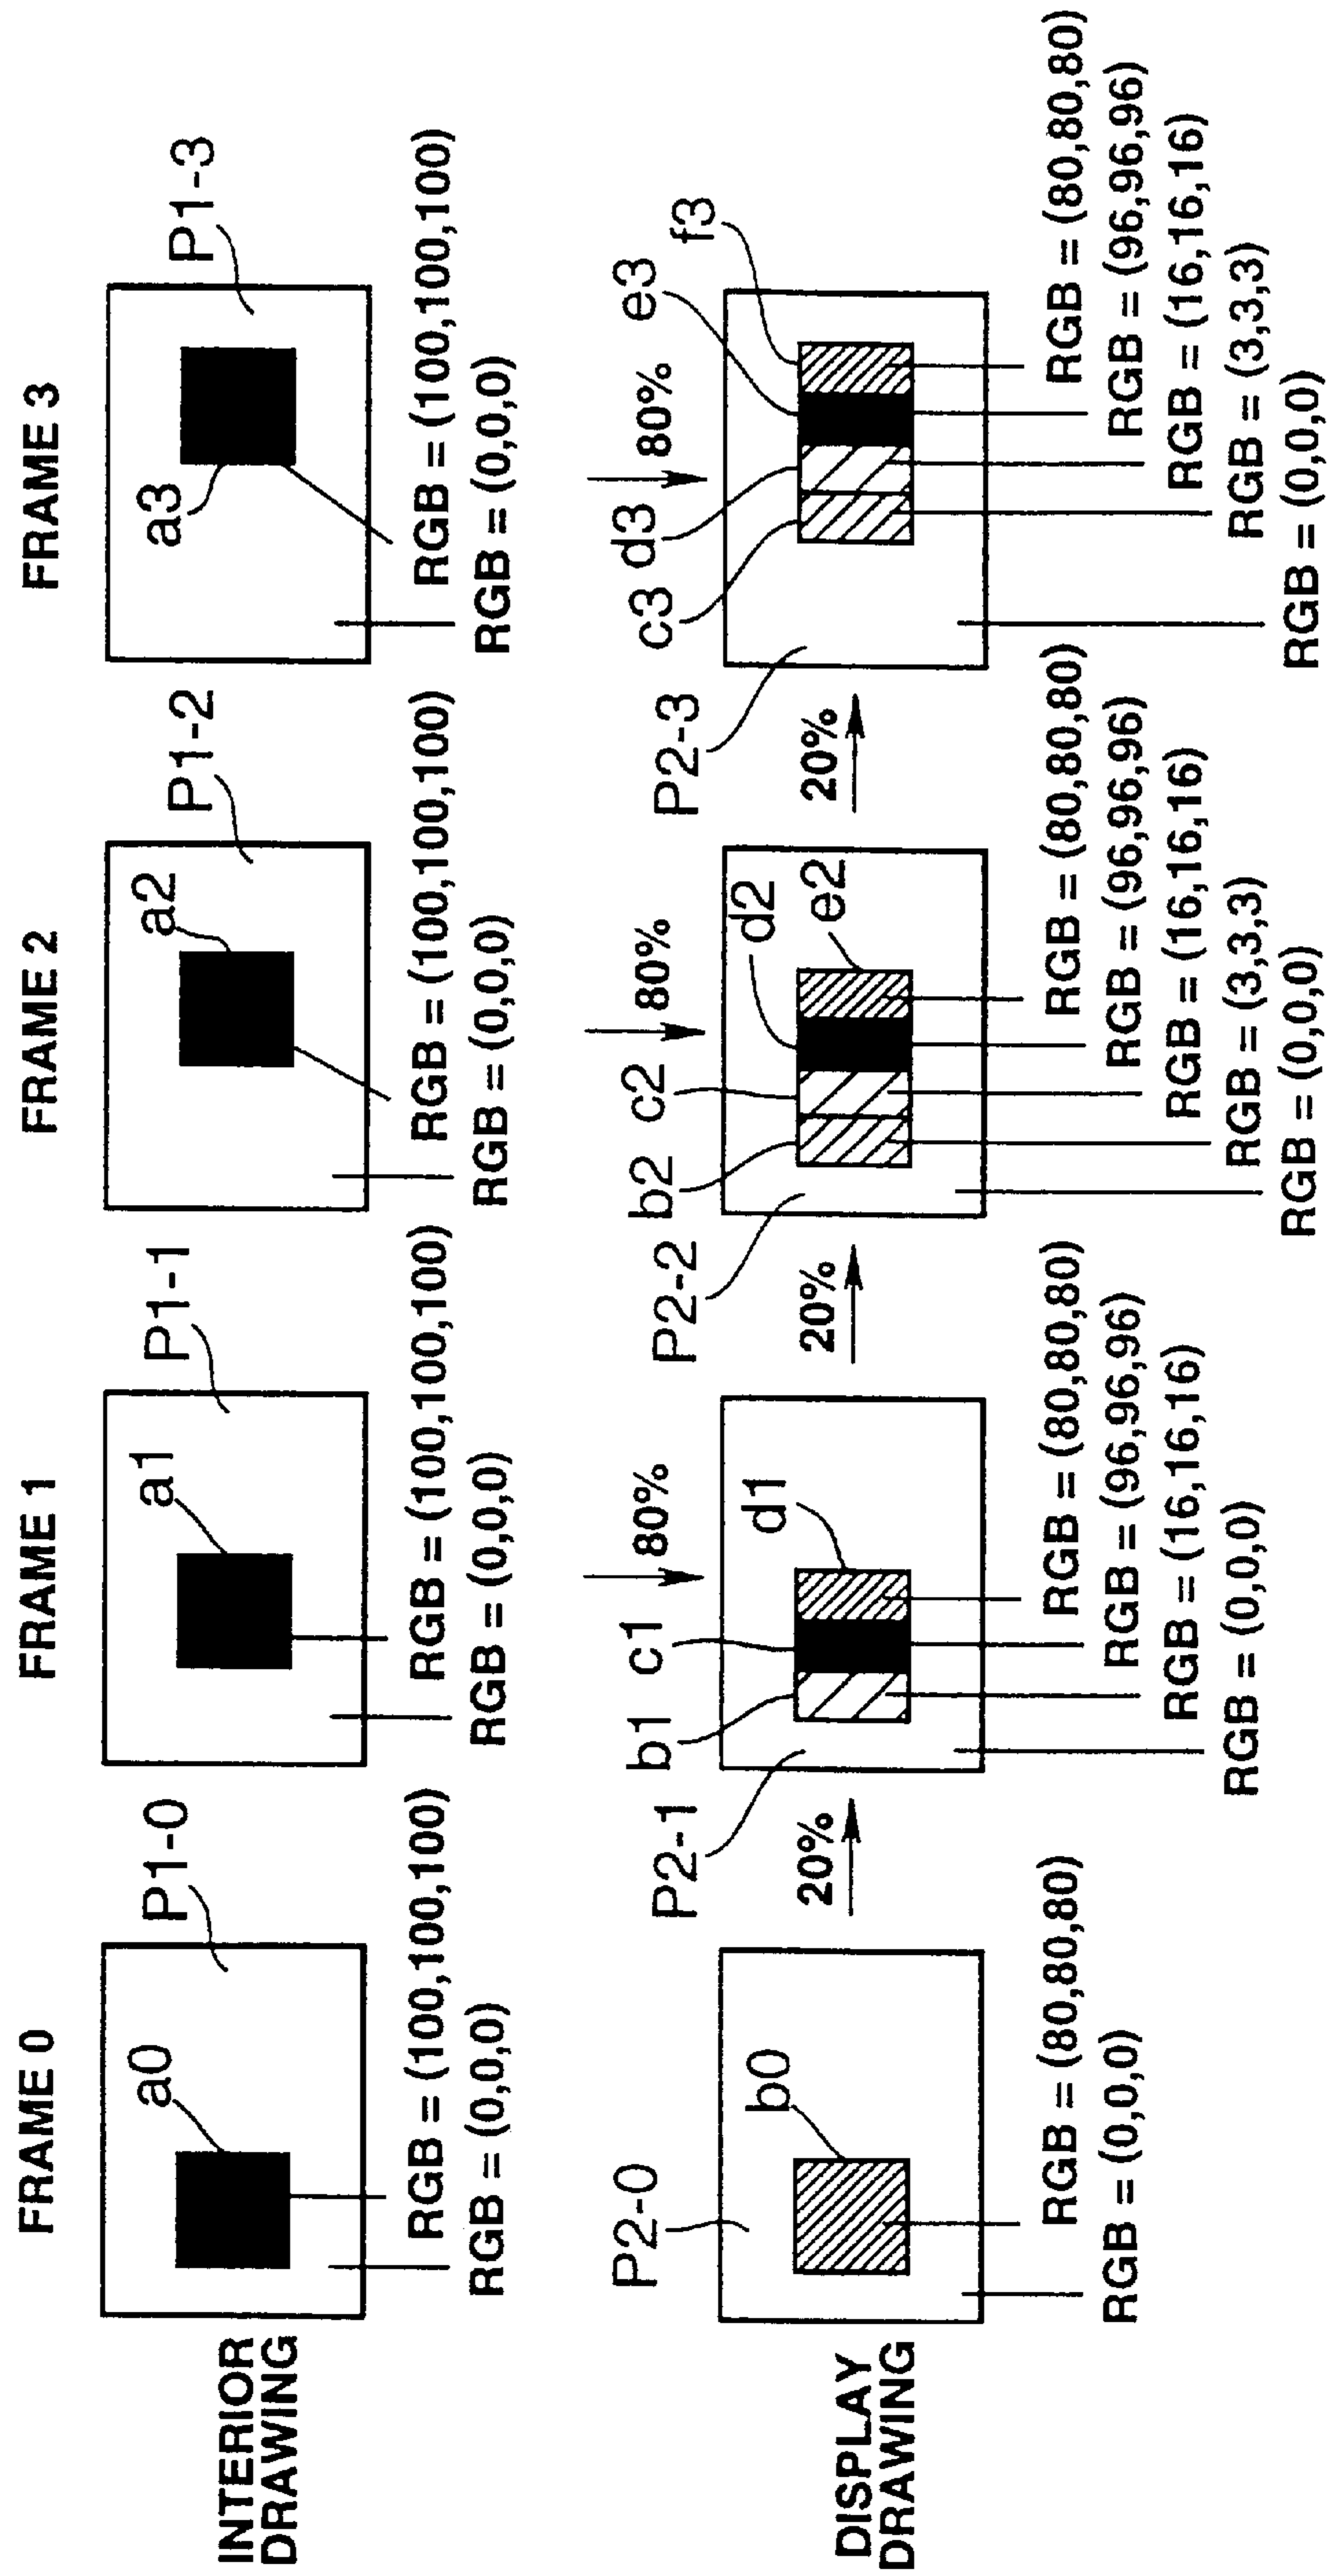 FRAME 0
FRAME 1
FRAME 2
FRAME 3
INTERIOR
DRAWING
a0
P1-0
RGB = (100,100,100)
RGB = (0,0,0)
a1
P1-1
RGB = (100,100,100)
RGB = (0,0,0)
a2
P1-2
RGB = (100,100,100)
RGB = (0,0,0)
a3
P1-3
RGB = (100,100,100)
RGB = (0,0,0)
80%
80%
80%
DISPLAY
DRAWING
P2-0
b0
RGB = (80,80,80)
RGB = (0,0,0)
20%
P2-1
b1
c1
d1
RGB = (80,80,80)
RGB = (96,96,96)
RGB = (16,16,16)
RGB = (0,0,0)
20%
P2-2
b2
c2
d2
e2
RGB = (80,80,80)
RGB = (96,96,96)
RGB = (16,16,16)
RGB = (3,3,3)
RGB = (0,0,0)
20%
P2-3
c3
d3
e3
f3
RGB = (80,80,80)
RGB = (96,96,96)
RGB = (16,16,16)
RGB = (3,3,3)
RGB = (0,0,0)